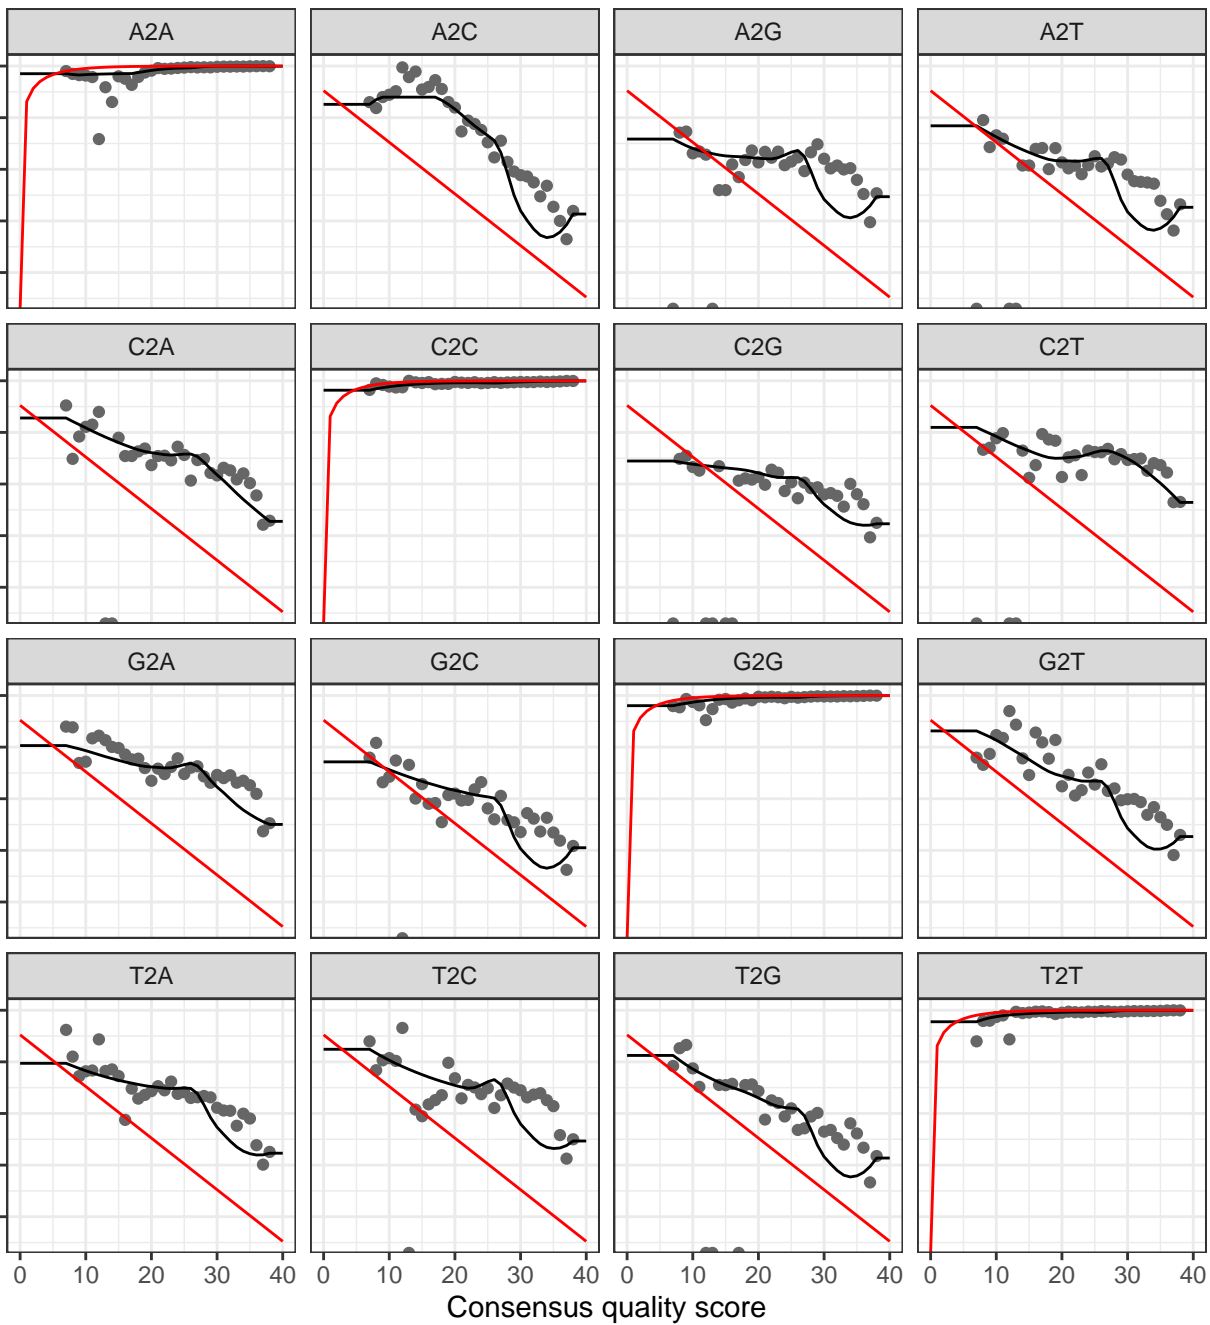 A2A A2C A2G A2T
C2A C2C C2G C2T
G2A G2C G2G G2T
T2A T2C T2G T2T
0 10 20 30 40 0 10 20 30 40 0 10 20 30 40 0 10 20 30 40
Consensus quality score